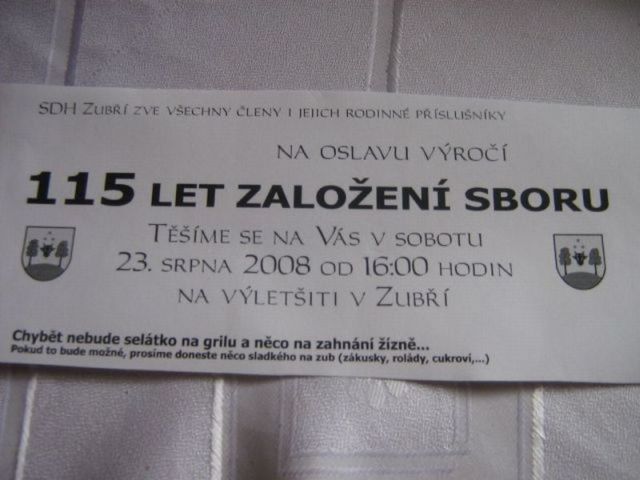 SDH Zubří zve všechny členy i jejich rodinné příslušníky
na oslavu výročí
115 LET ZALOŽENÍ SBORU
Těšíme se na Vás v sobotu
23. srpna 2008 od 16:00 hodin
na výletšiti v Zubří
Chybět nebude selátko na grilu a něco na zahnání žízně...
Pokud to bude možné, prosíme doneste něco sladkého na zub (zákusky, rolády, cukroví,...)